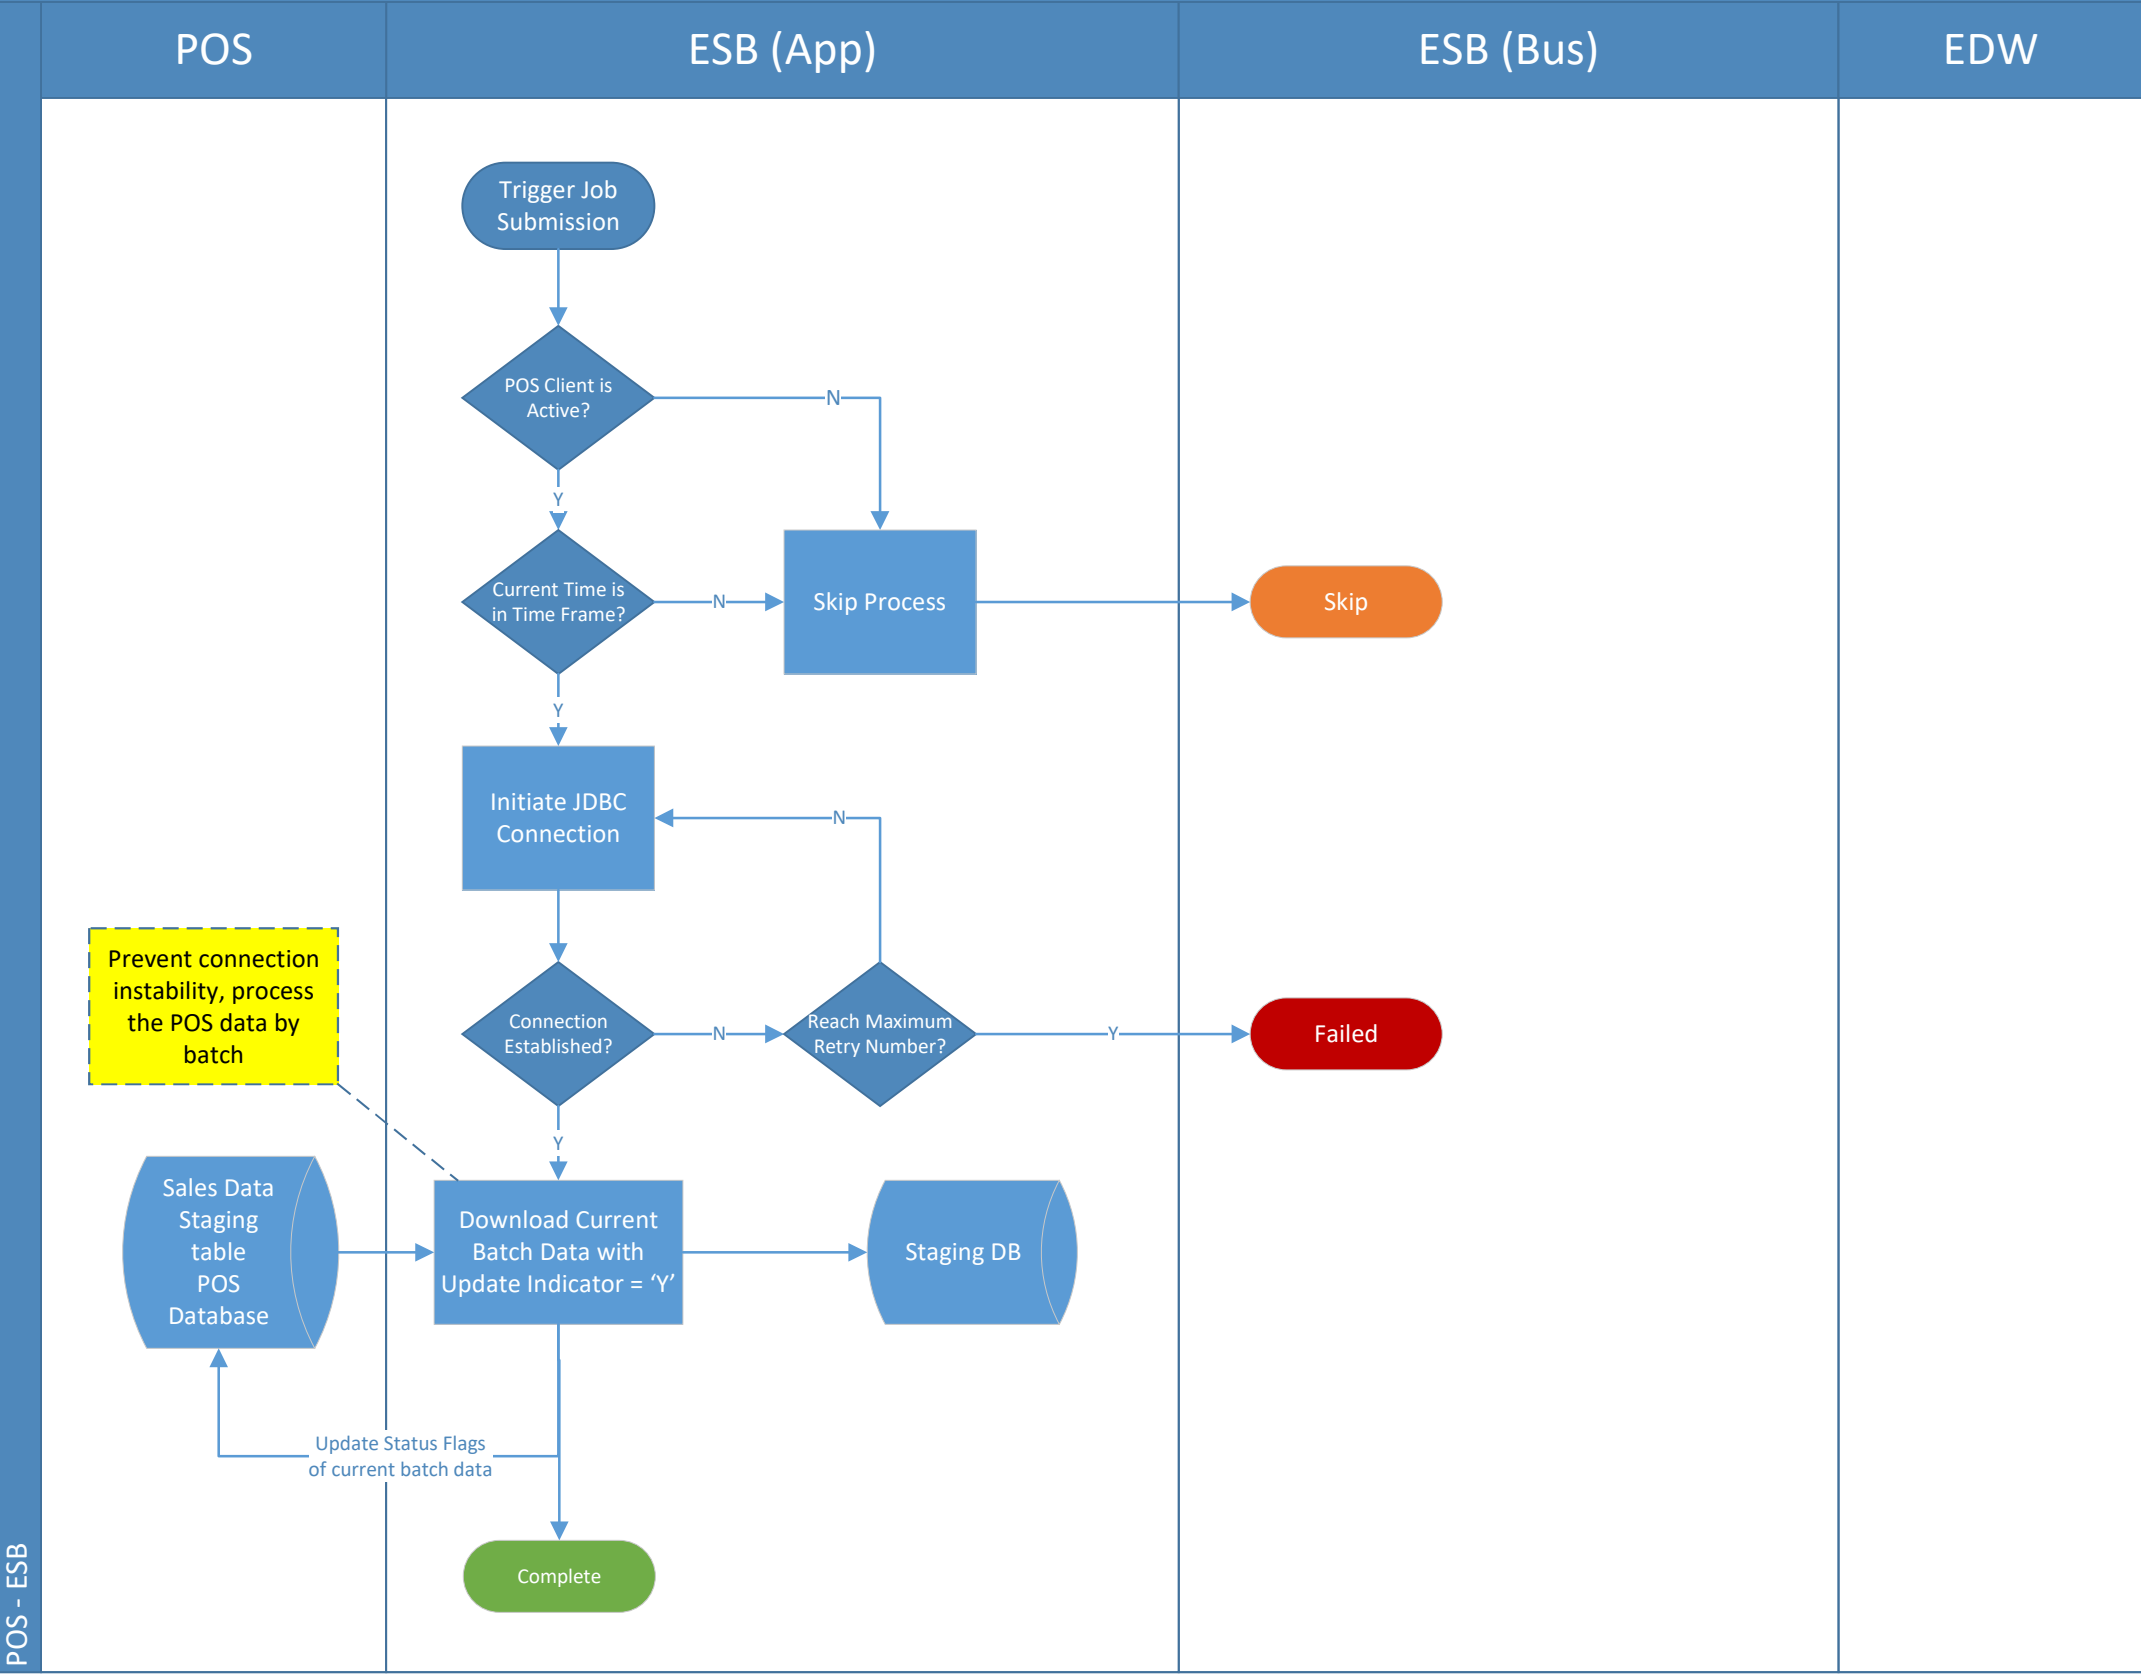 POS
ESB (App)
ESB (Bus)
EDW
Trigger Job
Submission
POS Client is
Active?
N
Y
Current Time is
in Time Frame?
N
Skip Process
Skip
Y
Initiate JDBC
Connection
N
Prevent connection
instability, process
the POS data by
batch
Connection
Established?
N
Reach Maximum
Retry Number?
Y
Failed
Y
Sales Data
Staging
table
POS
Database
Download Current
Batch Data with
Update Indicator = ‘Y’
Staging DB
Update Status Flags
of current batch data
Complete
POS - ESB